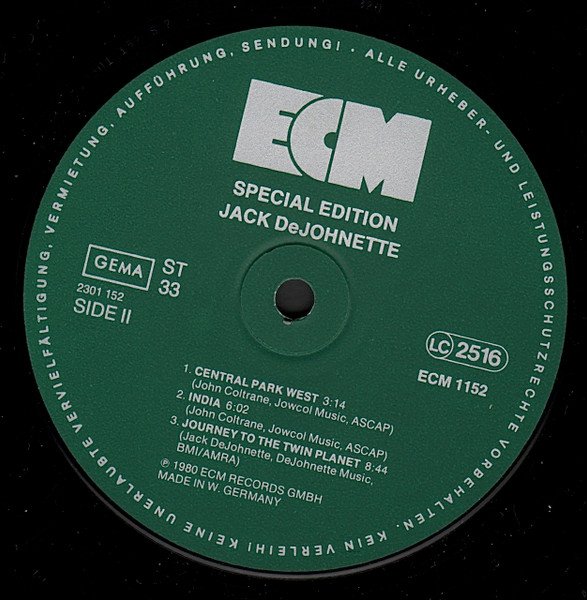 ALLE URHEBER- UND LEISTUNGSSCHUTZRECHTE VORBEHALTEN. KEIN VERLEIH! KEINE UNERLAUBTE VERVIELFÄLTIGUNG, VERMIETUNG, AUFFÜHRUNG, SENDUNG! ·
ECM
SPECIAL EDITION
JACK DeJOHNETTE
GEMA
ST
33
2301 152
SIDE II
LC 2516
ECM 1152
1. CENTRAL PARK WEST 3:14
(John Coltrane, Jowcol Music, ASCAP)
2. INDIA 6:02
(John Coltrane, Jowcol Music, ASCAP)
3. JOURNEY TO THE TWIN PLANET 8:44
(Jack DeJohnette, DeJohnette Music,
BMI/AMRA)
℗ 1980 ECM RECORDS GMBH
MADE IN W. GERMANY